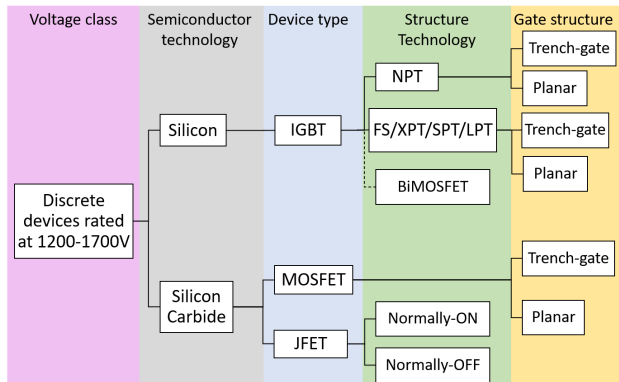 Voltage class
Semiconductor
technology
Device type
Structure
Technology
Gate structure
Trench-gate
NPT
Planar
Silicon
IGBT
FS/XPT/SPT/LPT
Trench-gate
Planar
BiMOSFET
Discrete
devices rated
at 1200-1700V
Trench-gate
MOSFET
Silicon
Carbide
Planar
Normally-ON
JFET
Normally-OFF